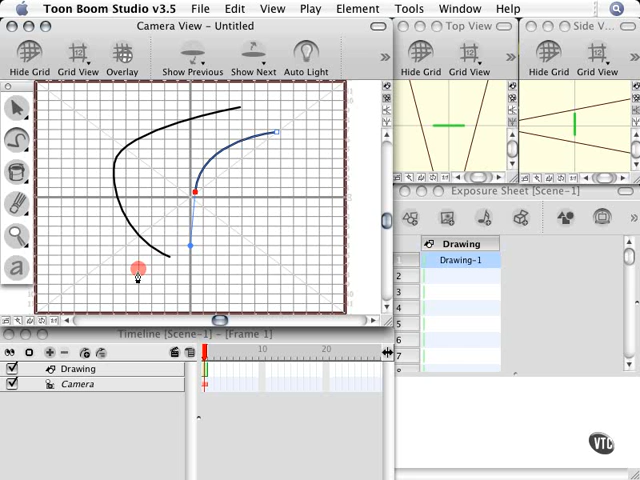 Toon Boom Studio v3.5 File Edit View Play Element Tools Window Help
Camera View - Untitled
Top View
Side V...
Hide Grid Grid View Overlay Show Previous Show Next Auto Light
Hide Grid Grid View
Hide Grid Grid View
Exposure Sheet [Scene-1]
Drawing
1 Drawing-1
2
3
4
5
6
7
Timeline [Scene-1] - [Frame 1]
10 20
Drawing
Camera
a
VTC